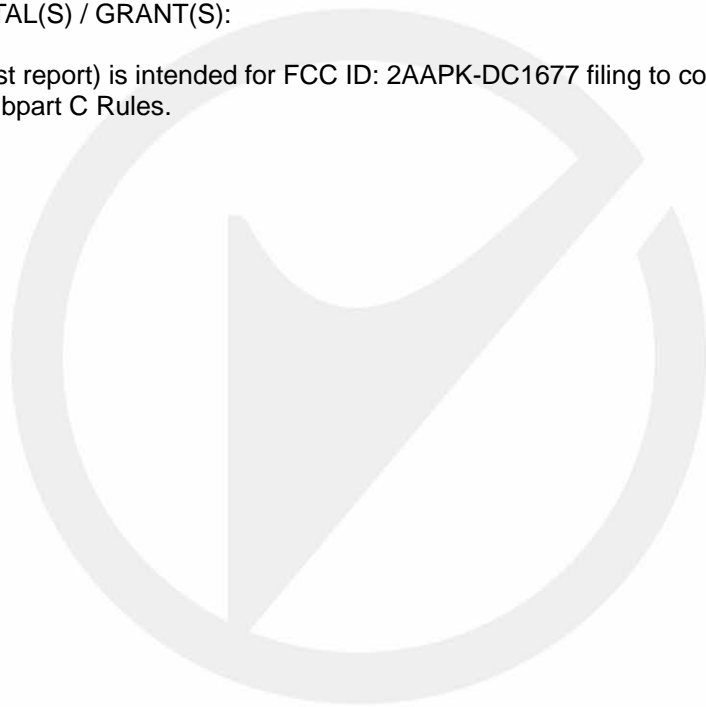 TAL(S) / GRANT(S):
st report) is intended for FCC ID: 2AAPK-DC1677 filing to co
bpart C Rules.